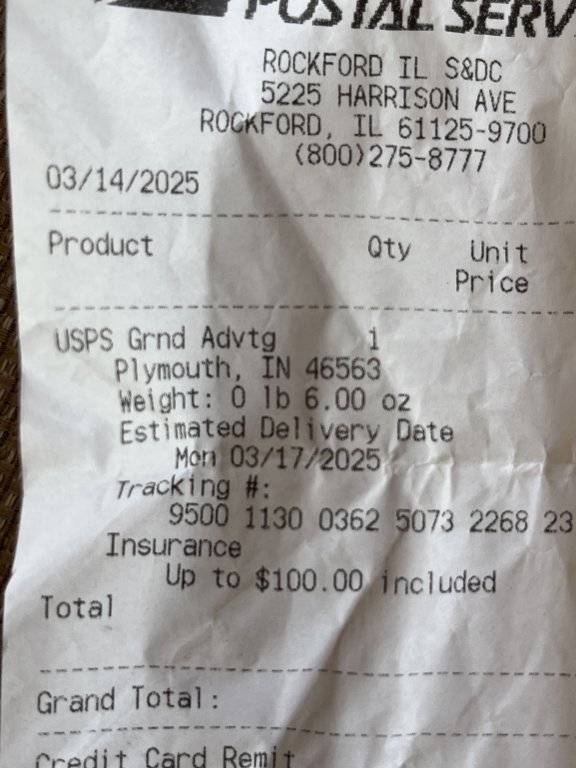 POSTAL SERV
ROCKFORD IL S&DC
5225 HARRISON AVE
ROCKFORD, IL 61125-9700
(800)275-8777
03/14/2025
Product Qty Unit
Price
USPS Grnd Advtg 1
Plymouth, IN 46563
Weight: 0 lb 6.00 oz
Estimated Delivery Date
Mon 03/17/2025
Tracking #:
9500 1130 0362 5073 2268 23
Insurance
Up to $100.00 included
Total
Grand Total:
Credit Card Remit